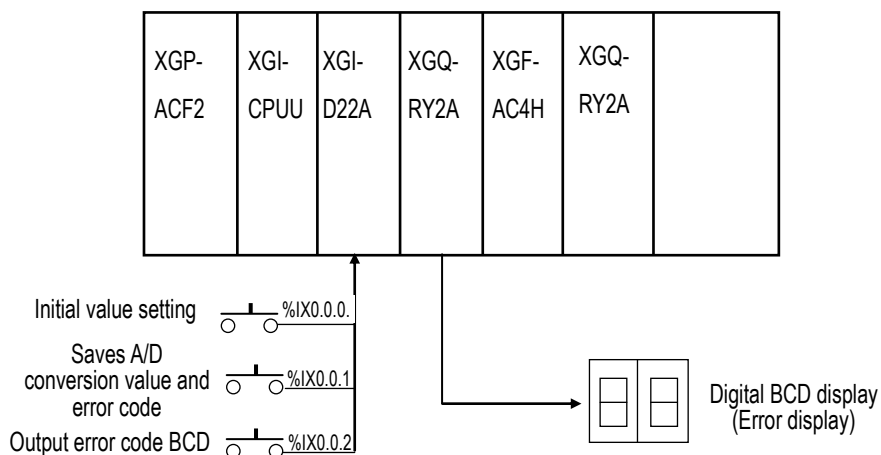 XGP-
ACF2
XGI-
CPUU
XGI-
D22A
XGQ-
RY2A
XGF-
AC4H
XGQ-
RY2A
Initial value setting
%IX0.0.0.
Saves A/D
conversion value and
error code
%IX0.0.1
Output error code BCD
%IX0.0.2
Digital BCD display
(Error display)